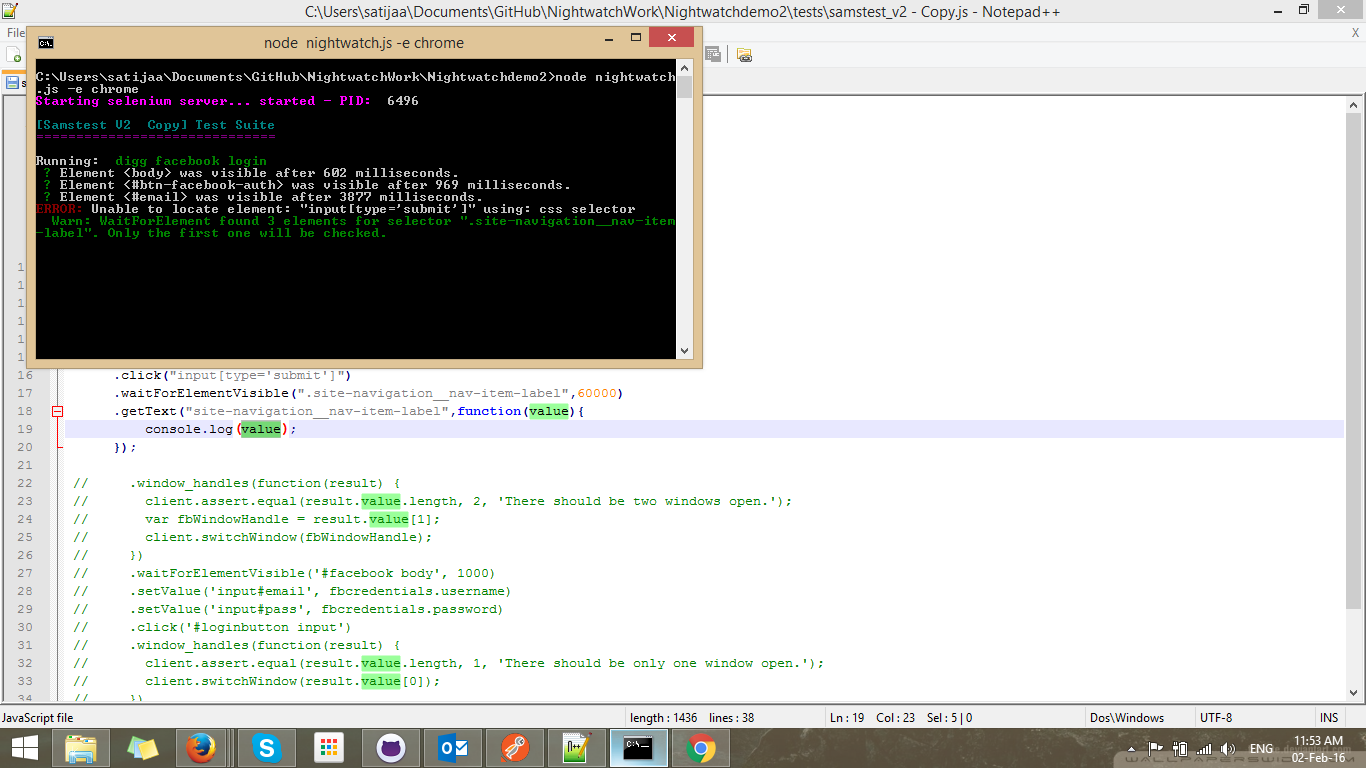 C:\Users\satijaa\Documents\GitHub\NightwatchWork\Nightwatchdemo2\tests\samstest_v2 - Copy.js - Notepad++
File
X
node  nightwatch.js -e chrome
C:\Users\satijaa\Documents\GitHub\NightwatchWork\Nightwatchdemo2>node nightwatch
.js -e chrome
Starting selenium server... started - PID:  6496
[Samstest V2  Copy] Test Suite
==============================
Running:  digg facebook login
? Element <body> was visible after 602 milliseconds.
? Element <#btn-facebook-auth> was visible after 969 milliseconds.
? Element <#email> was visible after 3877 milliseconds.
ERROR: Unable to locate element: "input[type='submit']" using: css selector
Warn: WaitForElement found 3 elements for selector ".site-navigation__nav-item
-label". Only the first one will be checked.
16 .click("input[type='submit']")
17 .waitForElementVisible(".site-navigation__nav-item-label",60000)
18 .getText("site-navigation__nav-item-label",function(value){
19 console.log(value);
20 });
21
22 // .window_handles(function(result) {
23 // client.assert.equal(result.value.length, 2, 'There should be two windows open.');
24 // var fbWindowHandle = result.value[1];
25 // client.switchWindow(fbWindowHandle);
26 // })
27 // .waitForElementVisible('#facebook body', 1000)
28 // .setValue('input#email', fbcredentials.username)
29 // .setValue('input#pass', fbcredentials.password)
30 // .click('#loginbutton input')
31 // .window_handles(function(result) {
32 // client.assert.equal(result.value.length, 1, 'There should be only one window open.');
33 // client.switchWindow(result.value[0]);
34 // })
JavaScript file
length : 1436    lines : 38
Ln : 19    Col : 23    Sel : 5 | 0
Dos\Windows
UTF-8
INS
ENG
11:53 AM
02-Feb-16